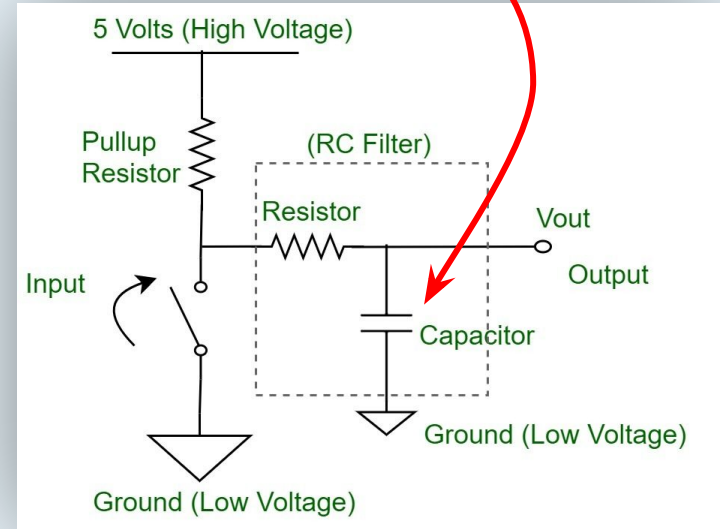 5 Volts (High Voltage)
Pullup
Resistor
(RC Filter)
Resistor
Vout
Output
Input
Capacitor
Ground (Low Voltage)
Ground (Low Voltage)